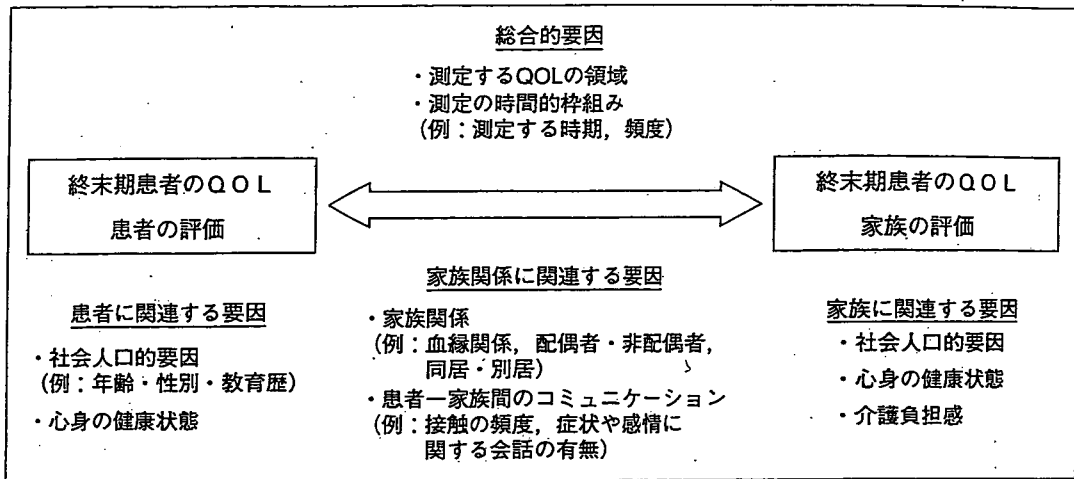 総合的要因
・測定するQOLの領域
・測定の時間的枠組み
(例：測定する時期，頻度)
終末期患者のＱＯＬ
患者の評価
終末期患者のＱＯＬ
家族の評価
患者に関連する要因
・社会人口的要因
(例：年齢・性別・教育歴)
・心身の健康状態
家族関係に関連する要因
・家族関係
(例：血縁関係，配偶者・非配偶者，
同居・別居)
・患者ー家族間のコミュニケーション
(例：接触の頻度，症状や感情に
関する会話の有無)
家族に関連する要因
・社会人口的要因
・心身の健康状態
・介護負担感